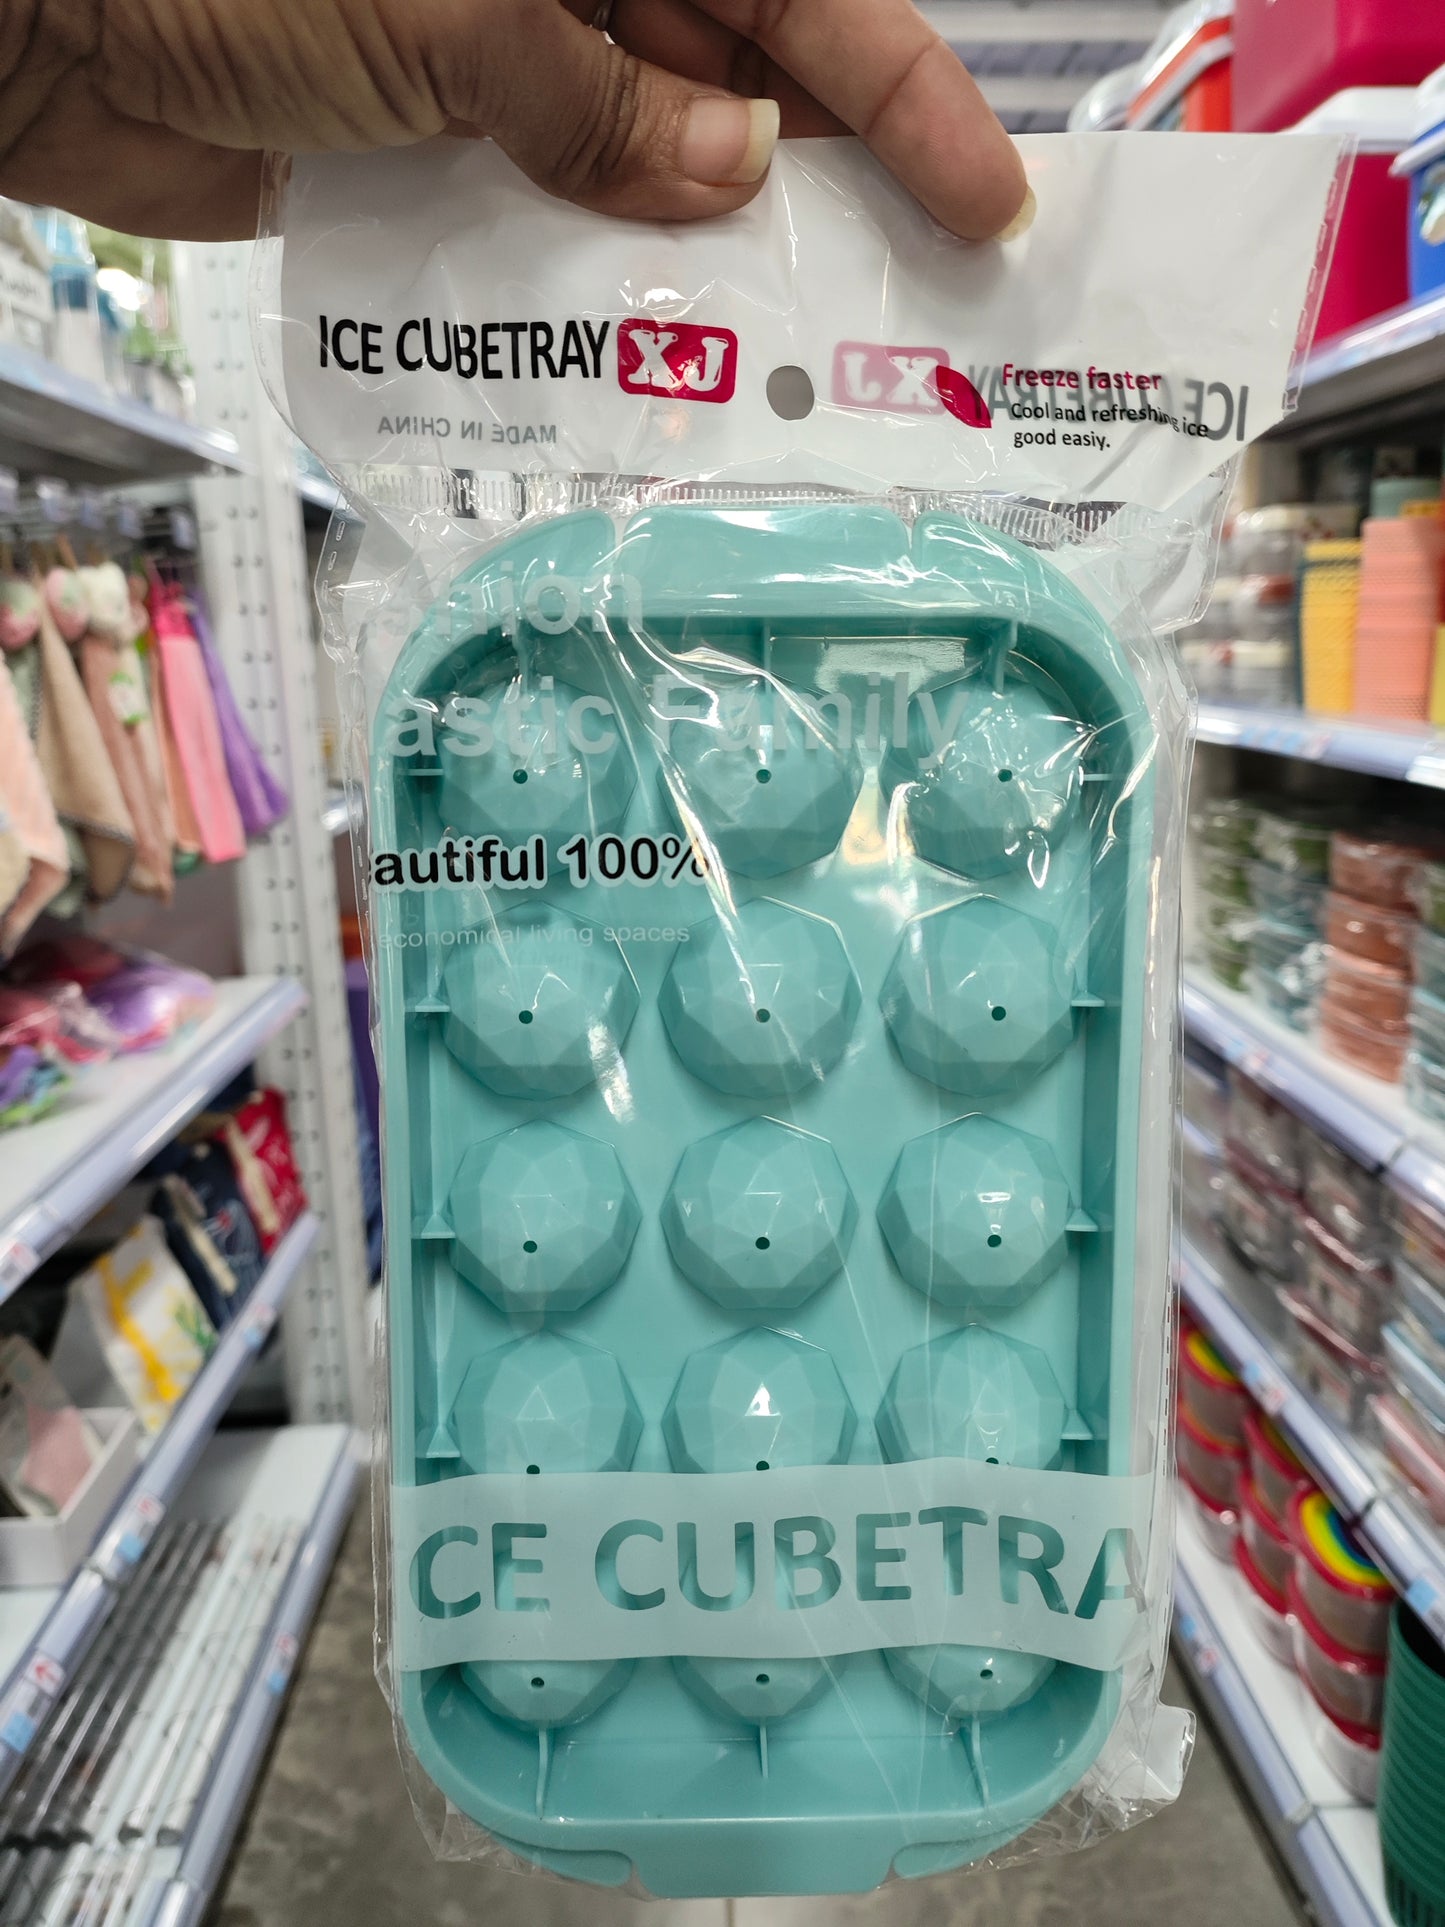 ICE CUBETRAY XJ
XJ
ICE CUBETRAY
MADE IN CHINA
Freeze faster
Cool and refreshing ice
good easiy.
nion
astic Family
eautiful 100%
economical living spaces
CE CUBETRA